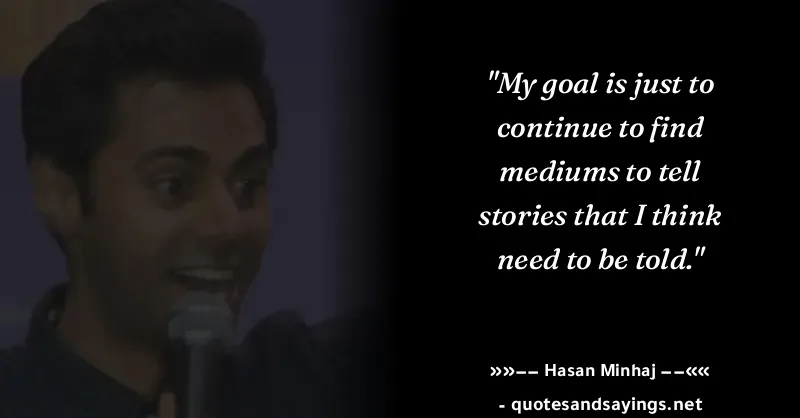 "My goal is just to
continue to find
mediums to tell
stories that I think
need to be told."
»»–– Hasan Minhaj ––««
- quotesandsayings.net